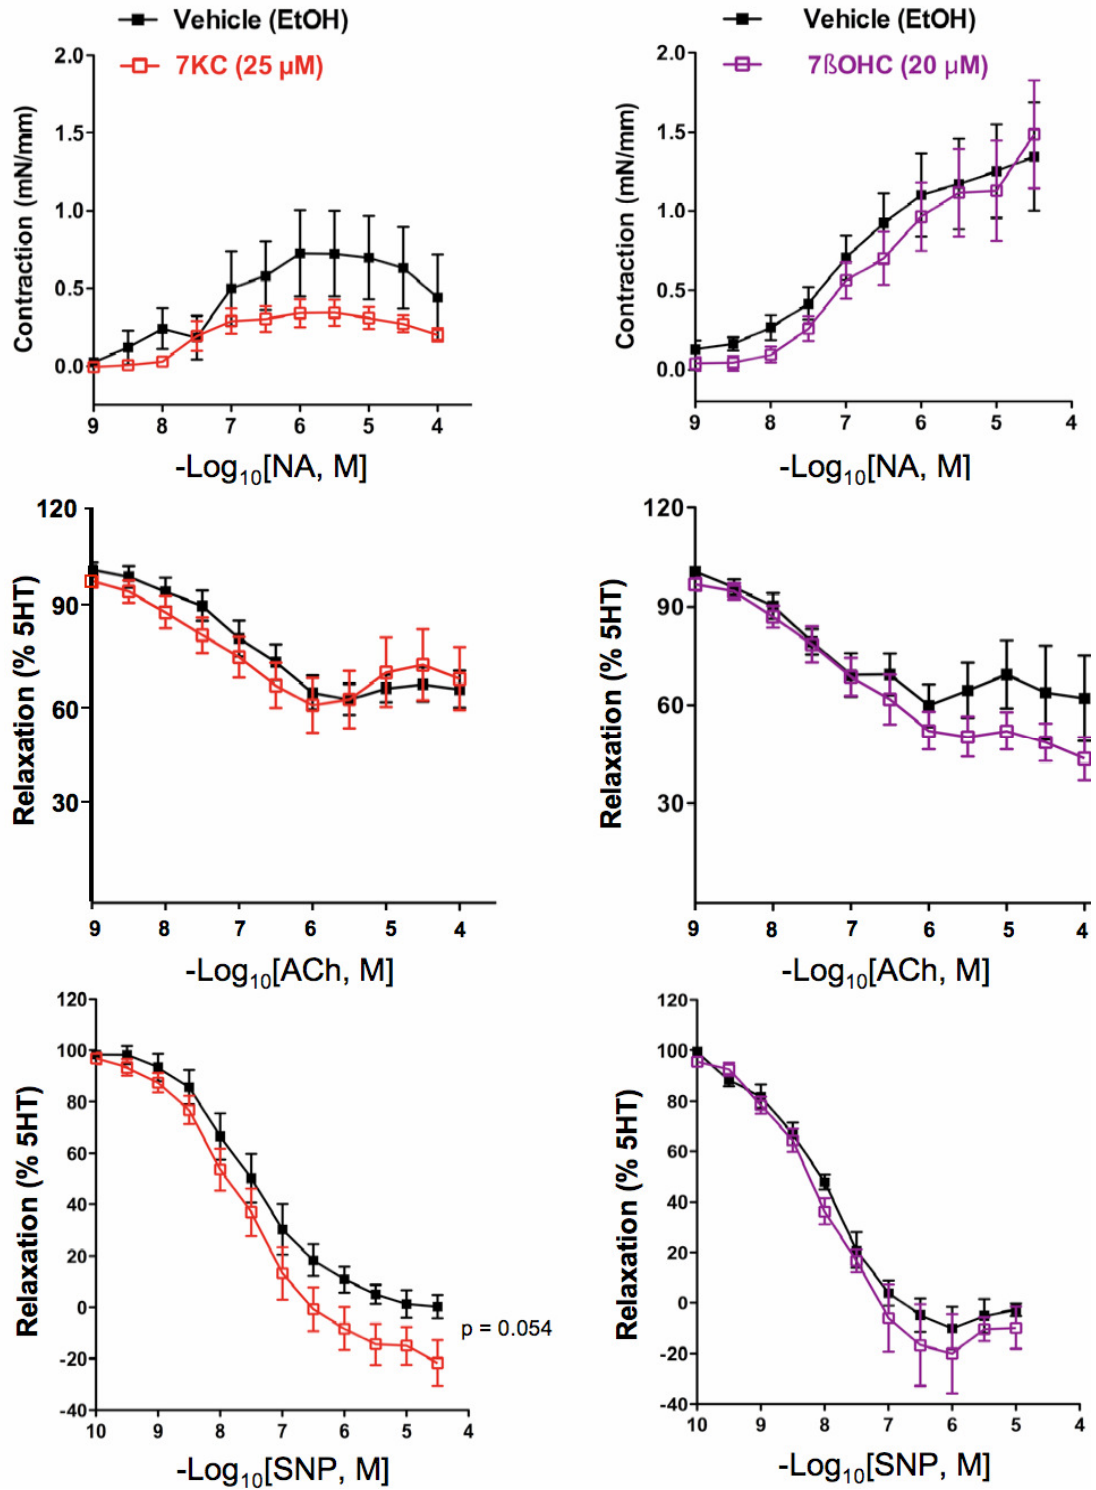 Vehicle (EtOH)
7KC (25 µM)
2.0
1.5
1.0
0.5
0.0
Contraction (mN/mm)
9 8 7 6 5 4
-Log10[NA, M]
Vehicle (EtOH)
7ßOHC (20 µM)
2.0
1.5
1.0
0.5
0.0
Contraction (mN/mm)
9 8 7 6 5 4
-Log10[NA, M]
120
90
60
30
Relaxation (% 5HT)
9 8 7 6 5 4
-Log10[ACh, M]
120
90
60
30
Relaxation (% 5HT)
9 8 7 6 5 4
-Log10[ACh, M]
120
100
80
60
40
20
0
-20
-40
Relaxation (% 5HT)
p = 0.054
10 9 8 7 6 5 4
-Log10[SNP, M]
120
100
80
60
40
20
0
-20
-40
Relaxation (% 5HT)
10 9 8 7 6 5 4
-Log10[SNP, M]